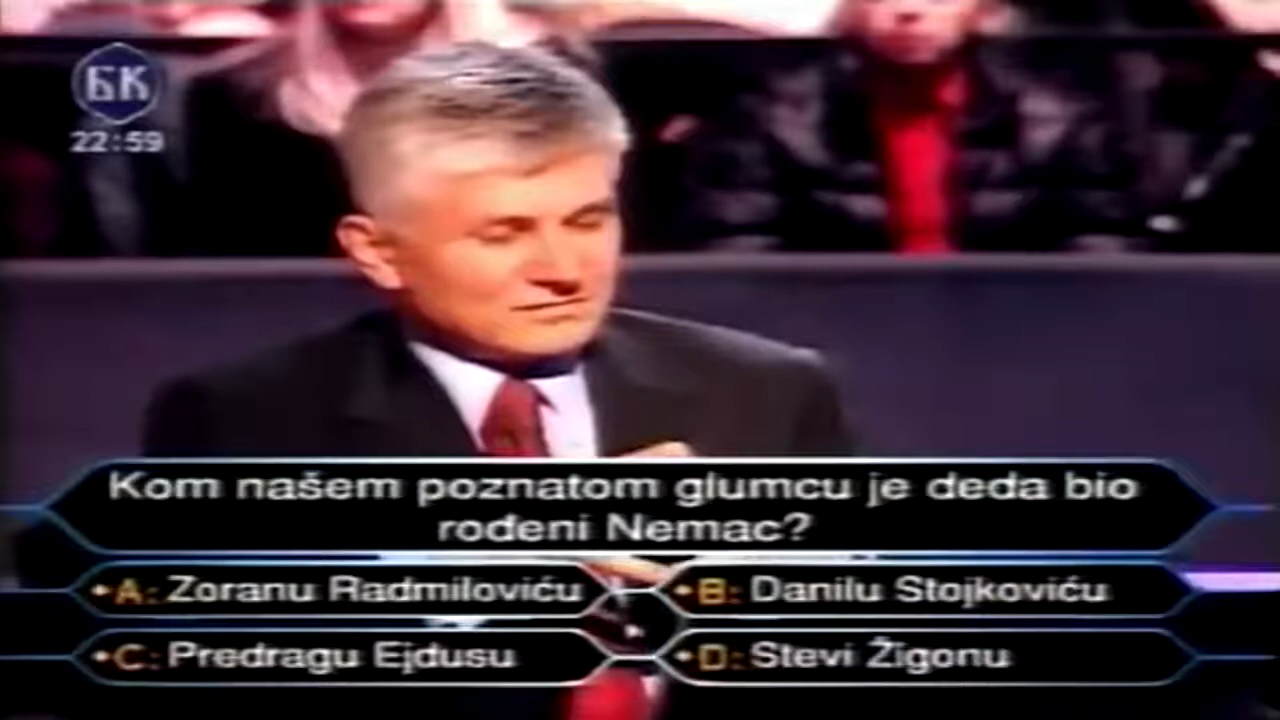 БК
22:59
Kom našem poznatom glumcu je deda bio
rođeni Nemac?
A: Zoranu Radmiloviću
B: Danilu Stojkoviću
C: Predragu Ejdusu
D: Stevi Žigonu